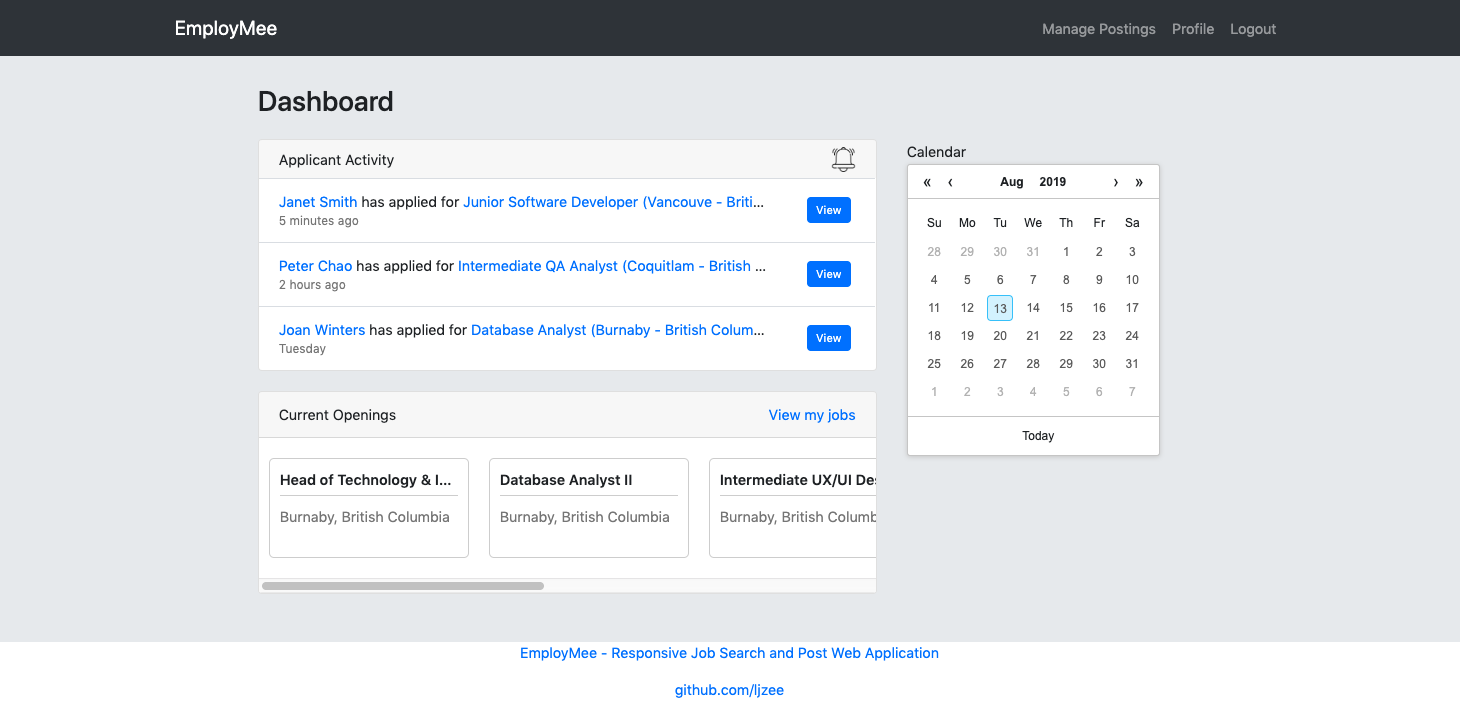 EmployMee
Manage Postings Profile Logout
Dashboard
Applicant Activity
Janet Smith has applied for Junior Software Developer (Vancouve - Briti...
View
5 minutes ago
Peter Chao has applied for Intermediate QA Analyst (Coquitlam - British ...
View
2 hours ago
Joan Winters has applied for Database Analyst (Burnaby - British Colum...
View
Tuesday
Current Openings
View my jobs
Head of Technology & I...
Burnaby, British Columbia
Database Analyst II
Burnaby, British Columbia
Intermediate UX/UI Des
Burnaby, British Columb
Calendar
« ‹ Aug 2019 › »
Su Mo Tu We Th Fr Sa
28 29 30 31 1 2 3
4 5 6 7 8 9 10
11 12 13 14 15 16 17
18 19 20 21 22 23 24
25 26 27 28 29 30 31
1 2 3 4 5 6 7
Today
EmployMee - Responsive Job Search and Post Web Application
github.com/ljzee